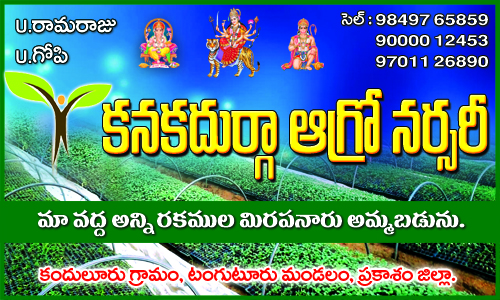 U.రామరాజు
U.గోపి
సెల్ : 98497 65859
90000 12453
97011 26890
కనకదుర్గా ఆగ్రో నర్సరీ
మా వద్ద అన్ని రకముల మిరపనారు అమ్మబడును.
కందులూరు గ్రామం, టంగుటూరు మండలం, ప్రకాశం జిల్లా.